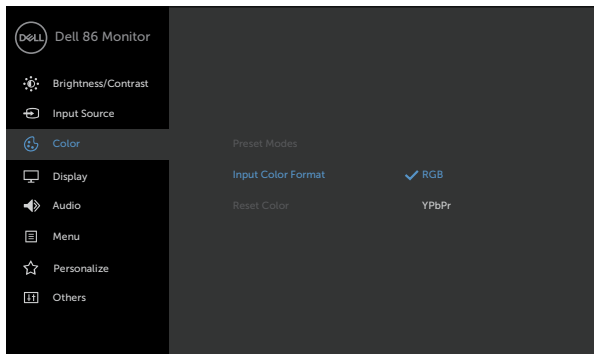 DELL Dell 86 Monitor
Brightness/Contrast
Input Source
Color
Preset Modes
Display
Input Color Format RGB
Audio
Reset Color YPbPr
Menu
Personalize
Others